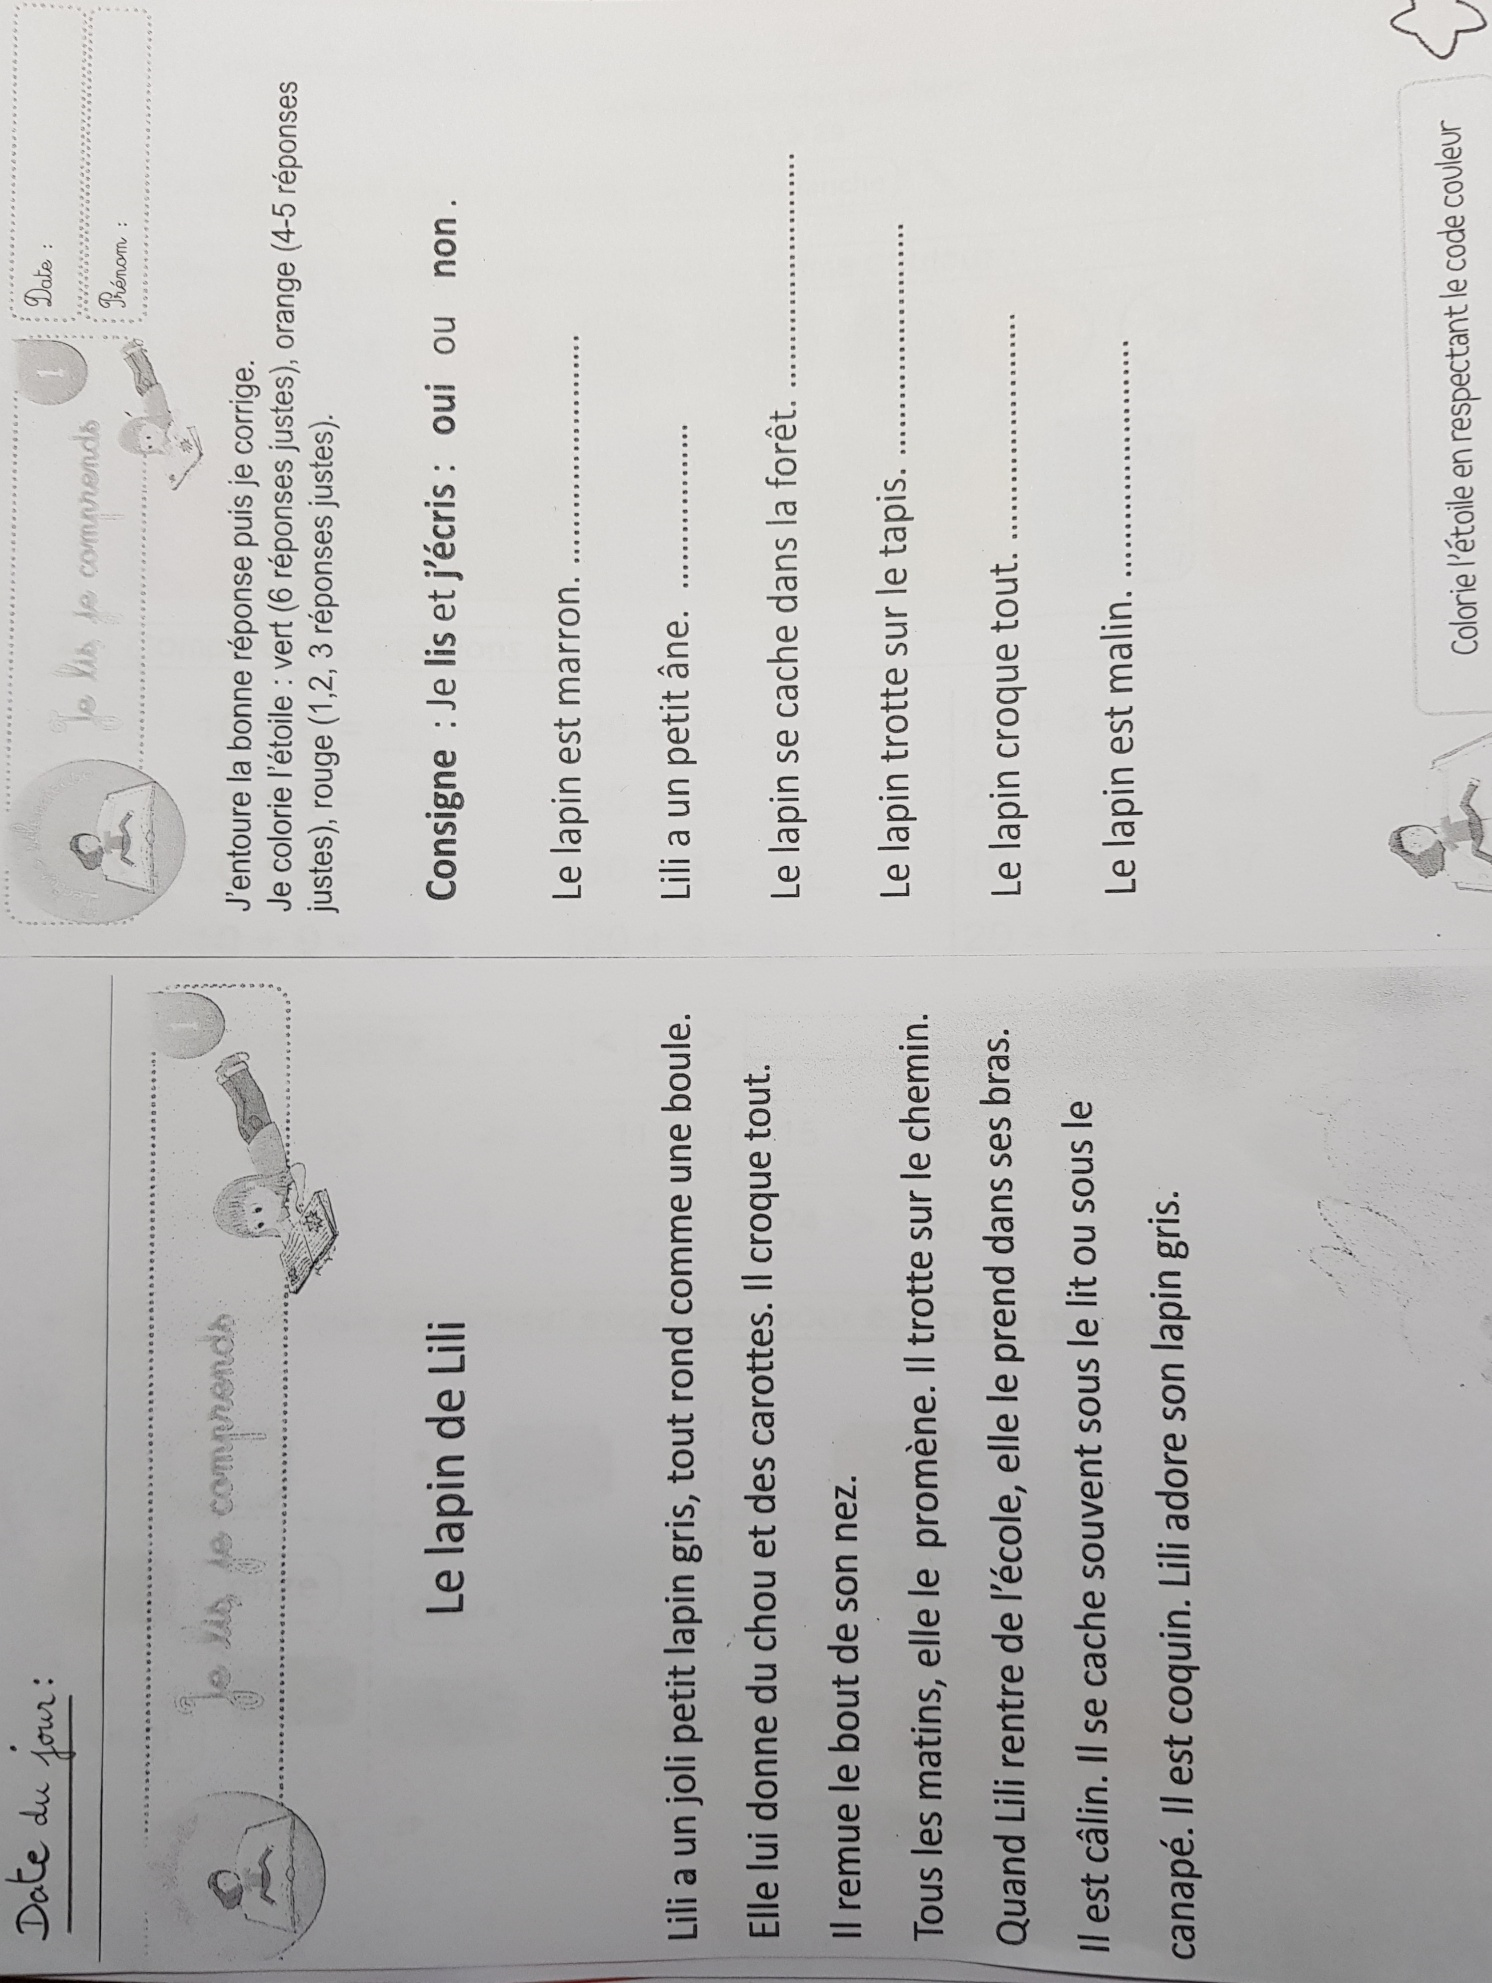 Date du jour :
Je lis, je comprends
1
Le lapin de Lili
Lili a un joli petit lapin gris, tout rond comme une boule.
Elle lui donne du chou et des carottes. Il croque tout.
Il remue le bout de son nez.
Tous les matins, elle le promène. Il trotte sur le chemin.
Quand Lili rentre de l'école, elle le prend dans ses bras.
Il est câlin. Il se cache souvent sous le lit ou sous le
canapé. Il est coquin. Lili adore son lapin gris.
Je lis, je comprends
1
Date :
Prénom :
J'entoure la bonne réponse puis je corrige.
Je colorie l'étoile : vert (6 réponses justes), orange (4-5 réponses
justes), rouge (1,2, 3 réponses justes).
Consigne : Je lis et j'écris : oui ou non .
Le lapin est marron. ........................
Lili a un petit âne. .................
Le lapin se cache dans la forêt. ........................
Le lapin trotte sur le tapis. ........................
Le lapin croque tout. ........................
Le lapin est malin. ........................
Colorie l'étoile en respectant le code couleur